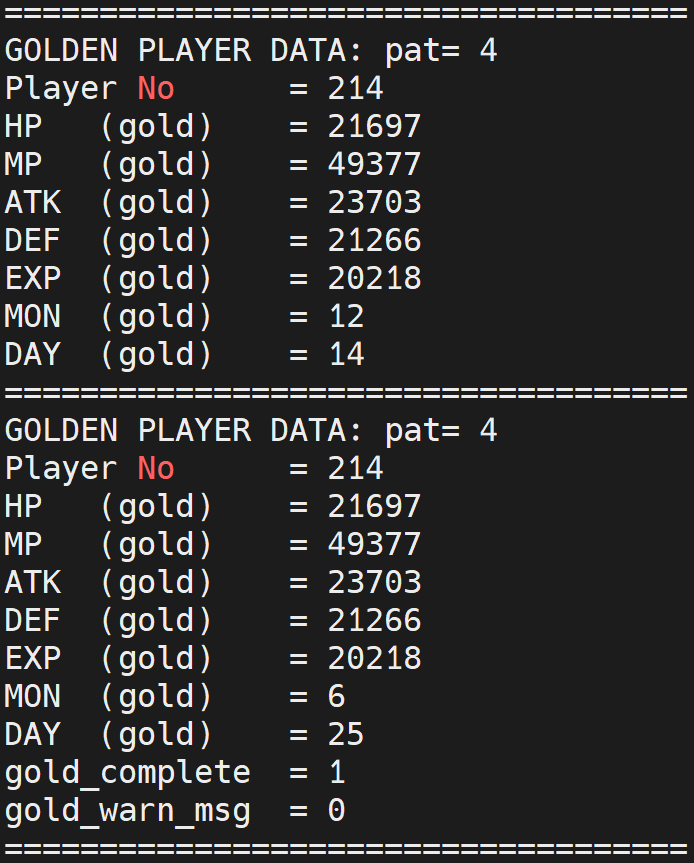 ====================================
GOLDEN PLAYER DATA: pat= 4
Player No      = 214
HP   (gold)    = 21697
MP   (gold)    = 49377
ATK  (gold)    = 23703
DEF  (gold)    = 21266
EXP  (gold)    = 20218
MON  (gold)    = 12
DAY  (gold)    = 14
====================================
GOLDEN PLAYER DATA: pat= 4
Player No      = 214
HP   (gold)    = 21697
MP   (gold)    = 49377
ATK  (gold)    = 23703
DEF  (gold)    = 21266
EXP  (gold)    = 20218
MON  (gold)    = 6
DAY  (gold)    = 25
gold_complete  = 1
gold_warn_msg  = 0
====================================